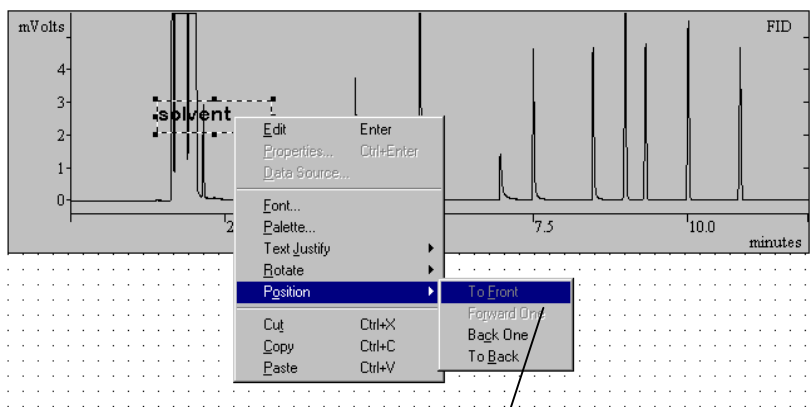 mVolts
FID
4
3
solvent
2
1
0
2
7.5
10.0
minutes
Edit Enter
Properties... Ctrl+Enter
Data Source...
Font...
Palette...
Text Justify
Rotate
Position
Cut Ctrl+X
Copy Ctrl+C
Paste Ctrl+V
To Front
Forward One
Back One
To Back